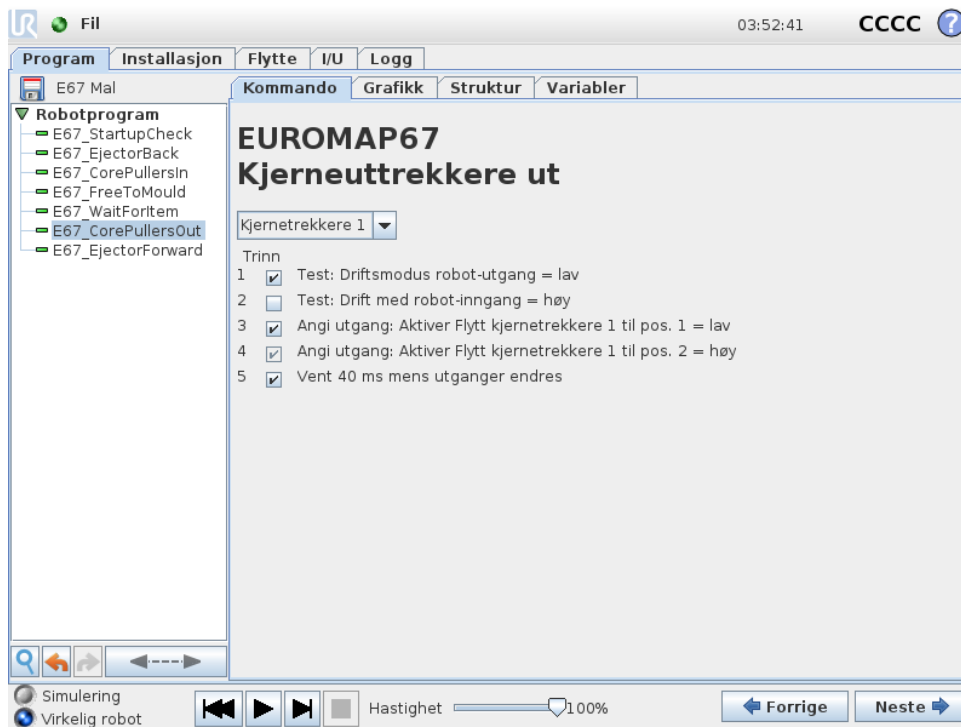 UR Fil 03:52:41 CCCC ?
Program Installasjon Flytte I/U Logg
E67 Mal
Kommando Grafikk Struktur Variabler
Robotprogram
E67_StartupCheck
E67_EjectorBack
E67_CorePullersIn
E67_FreeToMould
E67_WaitForItem
E67_CorePullersOut
E67_EjectorForward
EUROMAP67
Kjerneuttrekkere ut
Kjernetrekkere 1
Trinn
1 Test: Driftsmodus robot-utgang = lav
2 Test: Drift med robot-inngang = høy
3 Angi utgang: Aktiver Flytt kjernetrekkere 1 til pos. 1 = lav
4 Angi utgang: Aktiver Flytt kjernetrekkere 1 til pos. 2 = høy
5 Vent 40 ms mens utganger endres
Simulering
Virkelig robot
Hastighet 100%
Forrige Neste